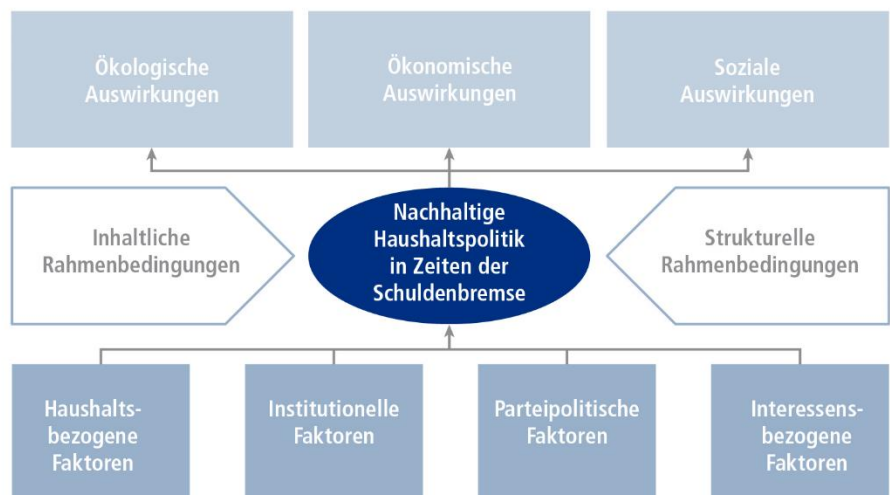 Ökologische
Auswirkungen
Ökonomische
Auswirkungen
Soziale
Auswirkungen
Inhaltliche
Rahmenbedingungen
Nachhaltige
Haushaltspolitik
in Zeiten der
Schuldenbremse
Strukturelle
Rahmenbedingungen
Haushalts-
bezogene
Faktoren
Institutionelle
Faktoren
Parteipolitische
Faktoren
Interessens-
bezogene
Faktoren